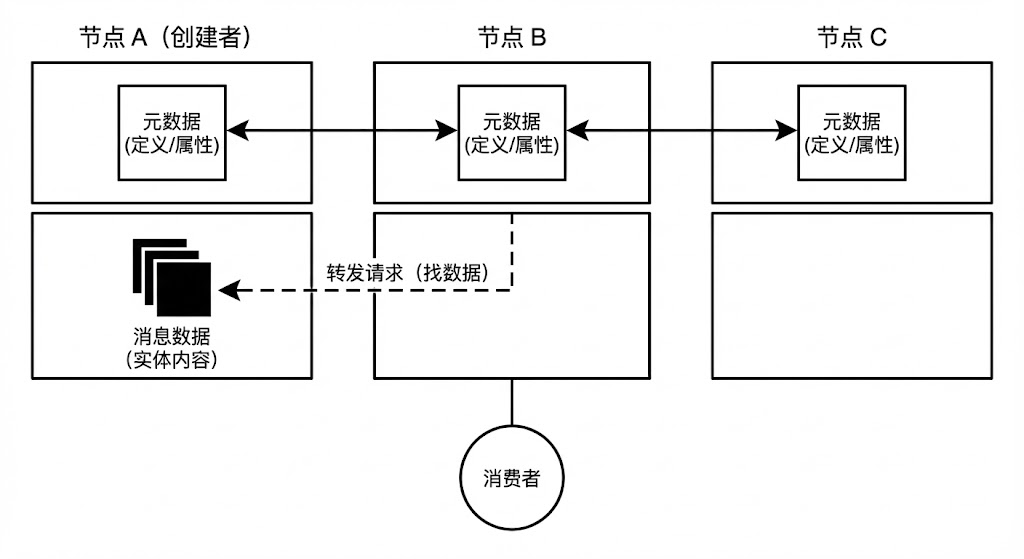 节点 A（创建者）
节点 B
节点 C
元数据
(定义/属性)
元数据
(定义/属性)
元数据
(定义/属性)
转发请求（找数据）
消息数据
（实体内容）
消费者